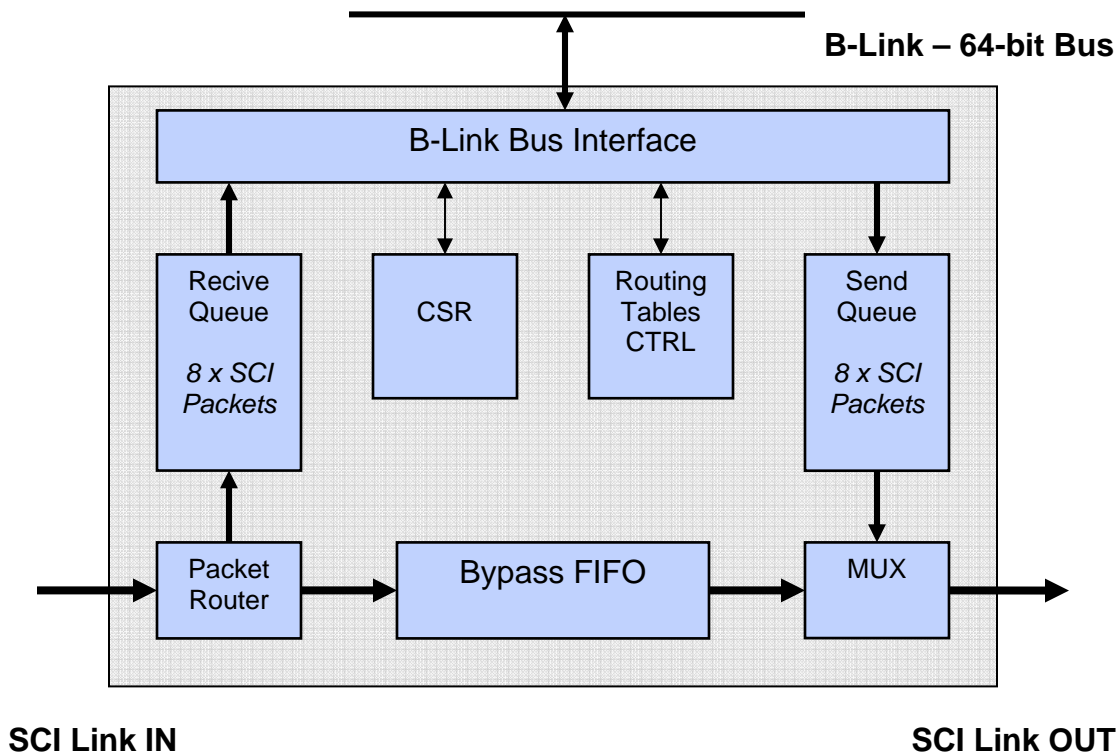 B-Link – 64-bit Bus
B-Link Bus Interface
Recive
Queue
8 x SCI
Packets
CSR
Routing
Tables
CTRL
Send
Queue
8 x SCI
Packets
Packet
Router
Bypass FIFO
MUX
SCI Link IN
SCI Link OUT